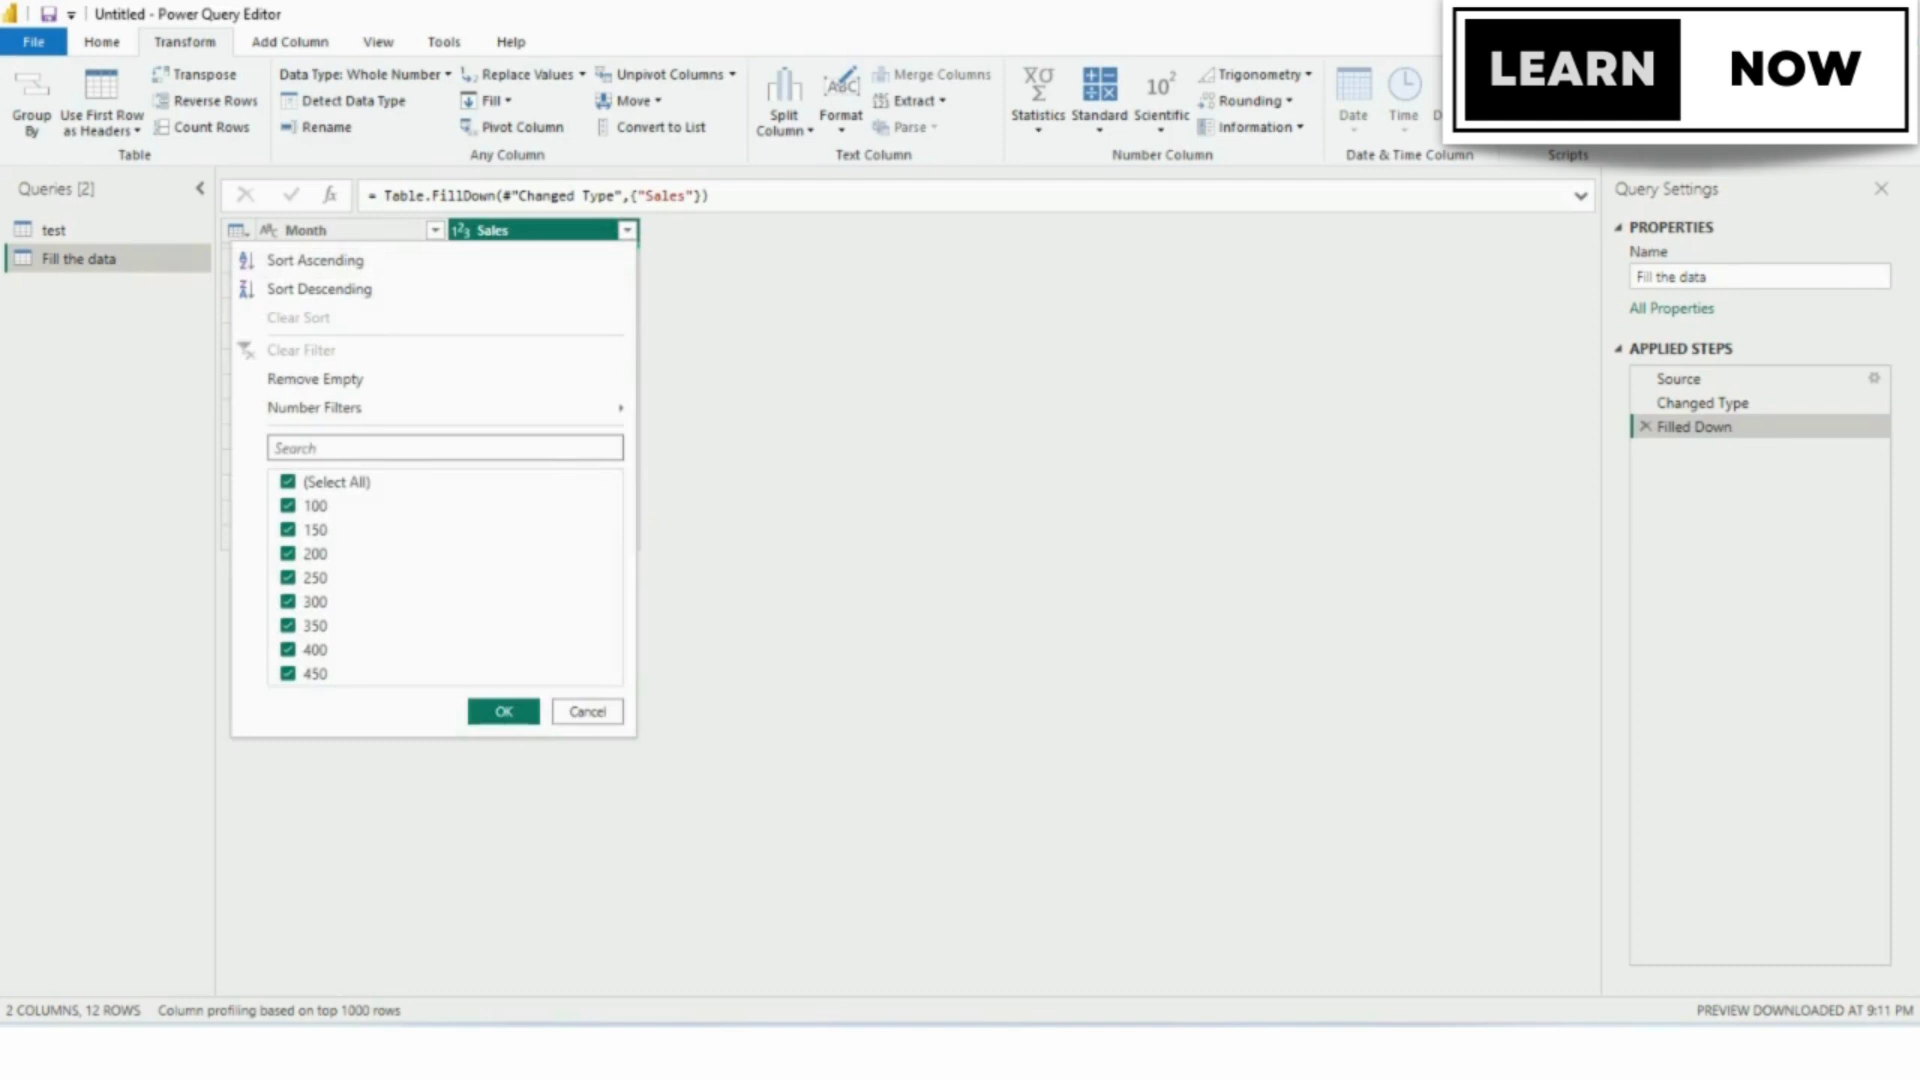 Untitled - Power Query Editor
File Home Transform Add Column View Tools Help
LEARN NOW
Group By
Use First Row as Headers
Transpose
Reverse Rows
Count Rows
Table
Data Type: Whole Number
Detect Data Type
Rename
Replace Values
Fill
Pivot Column
Unpivot Columns
Move
Convert to List
Any Column
Split Column
Format
ABC
Merge Columns
Extract
Parse
Text Column
Statistics
Standard
10²
Scientific
Trigonometry
Rounding
Information
Number Column
Date
Time
D
Date & Time Column
Scripts
Queries [2]
test
Fill the data
fx
= Table.FillDown(#"Changed Type",{"Sales"})
Month
Sales
Sort Ascending
Sort Descending
Clear Sort
Clear Filter
Remove Empty
Number Filters
Search
(Select All)
100
150
200
250
300
350
400
450
OK Cancel
Query Settings
PROPERTIES
Name
Fill the data
All Properties
APPLIED STEPS
Source
Changed Type
Filled Down
2 COLUMNS, 12 ROWS Column profiling based on top 1000 rows
PREVIEW DOWNLOADED AT 9:11 PM